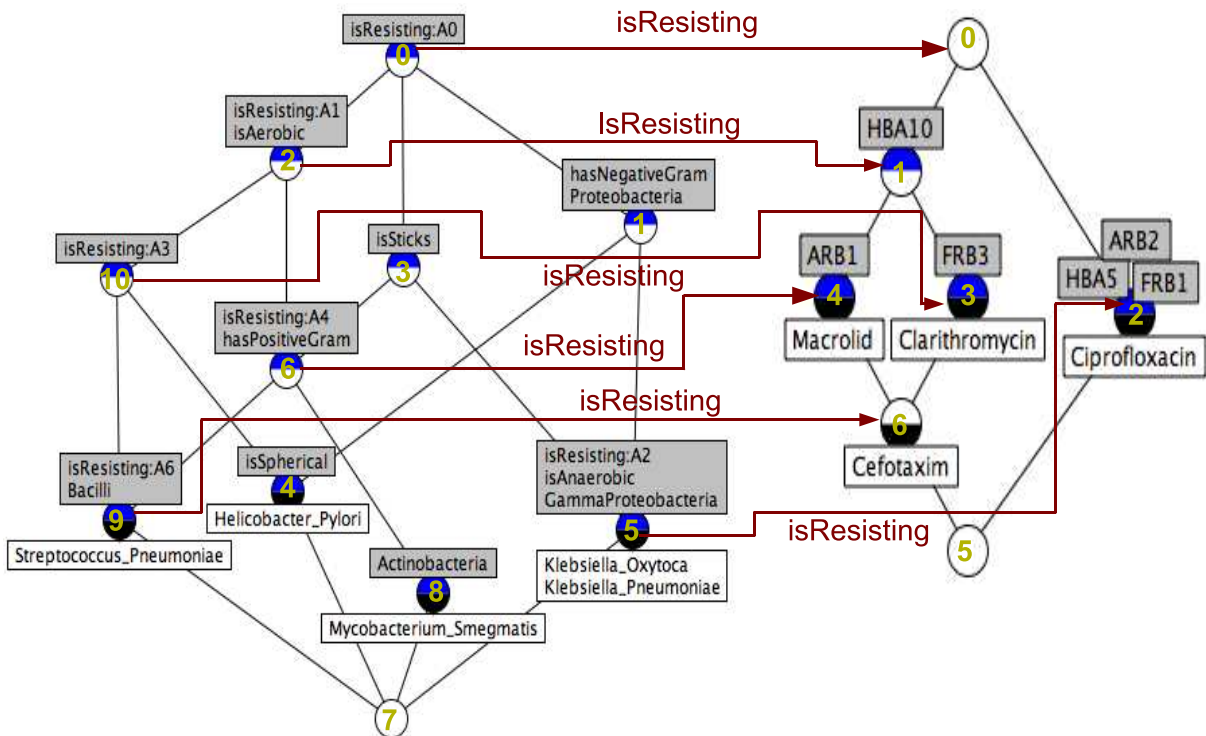 isResisting:A0
isResisting
0
0
isResisting:A1
isAerobic
IsResisting
HBA10
2
1
hasNegativeGram
Proteobacteria
1
isResisting:A3
10
isSticks
3
isResisting
ARB1
4
FRB3
3
ARB2
HBA5
FRB1
2
Macrolid
Clarithromycin
Ciprofloxacin
isResisting:A4
hasPositiveGram
6
isResisting
isResisting
6
Cefotaxim
isResisting:A6
Bacilli
9
Streptococcus_Pneumoniae
isSpherical
4
Helicobacter_Pylori
isResisting:A2
isAnaerobic
GammaProteobacteria
5
isResisting
5
Klebsiella_Oxytoca
Klebsiella_Pneumoniae
Actinobacteria
8
Mycobacterium_Smegmatis
7